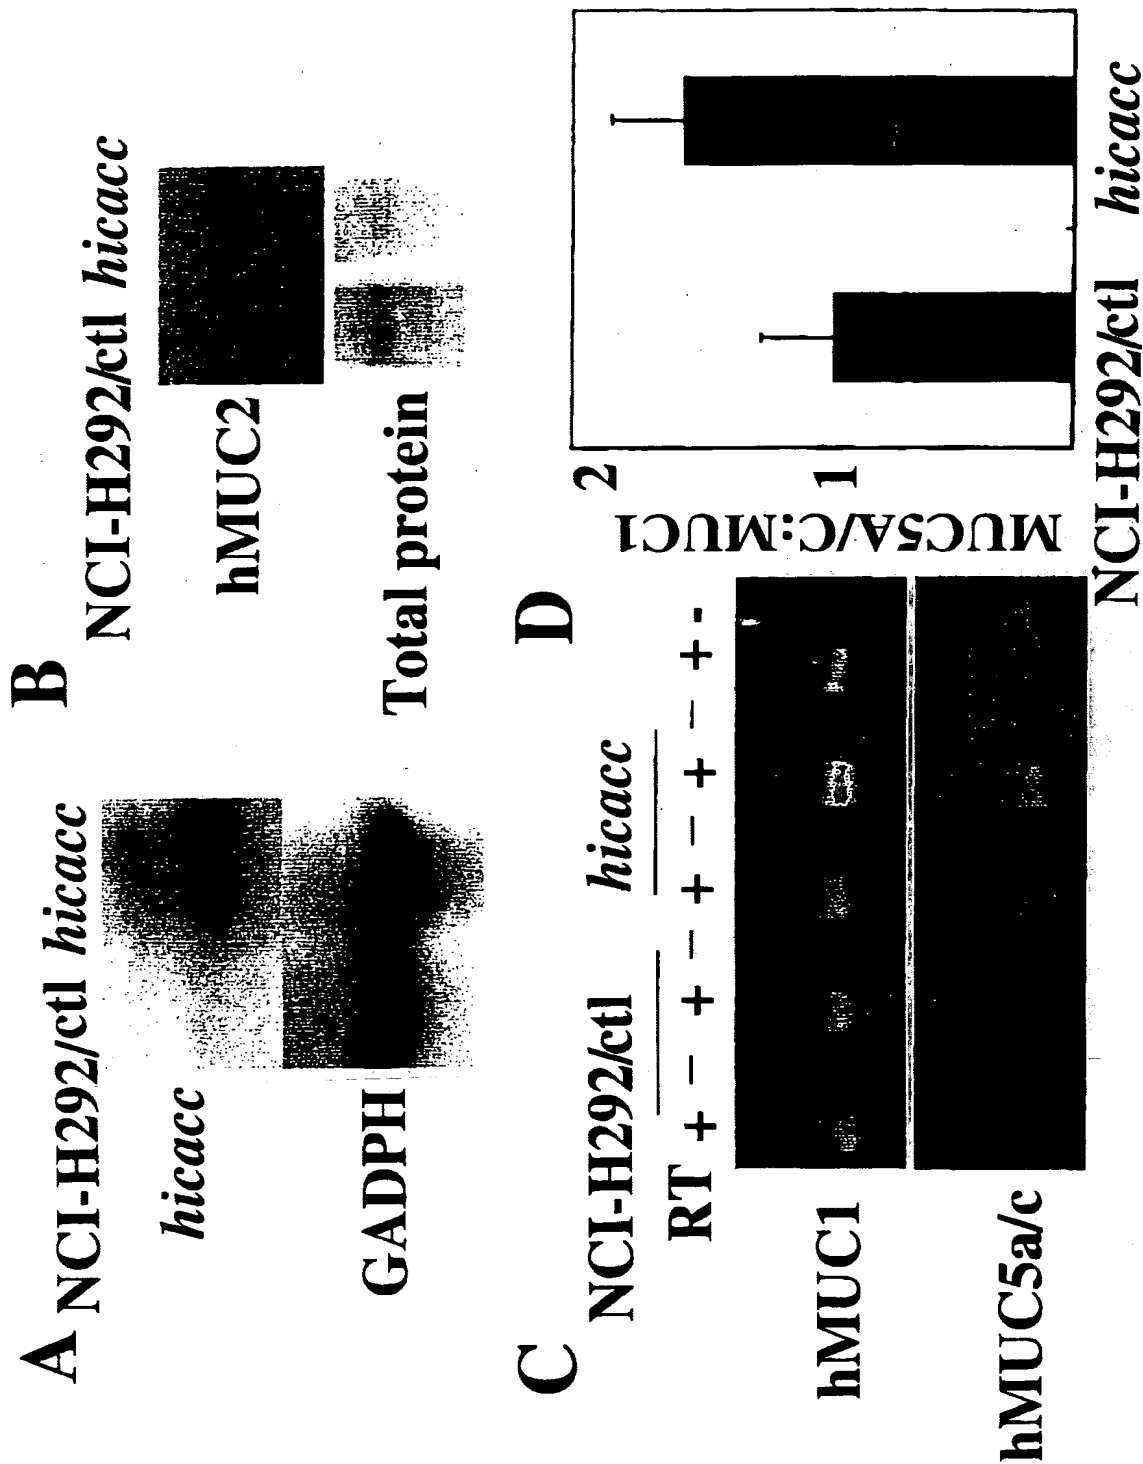 A
NCI-H292/ctl hicacc
hicacc
GADPH
B
NCI-H292/ctl hicacc
hMUC2
Total protein
C
NCI-H292/ctl hicacc
RT + − + − + − + − + -
hMUC1
hMUC5a/c
D
MUC5A/C:MUC1
2
1
NCI-H292/ctl hicacc